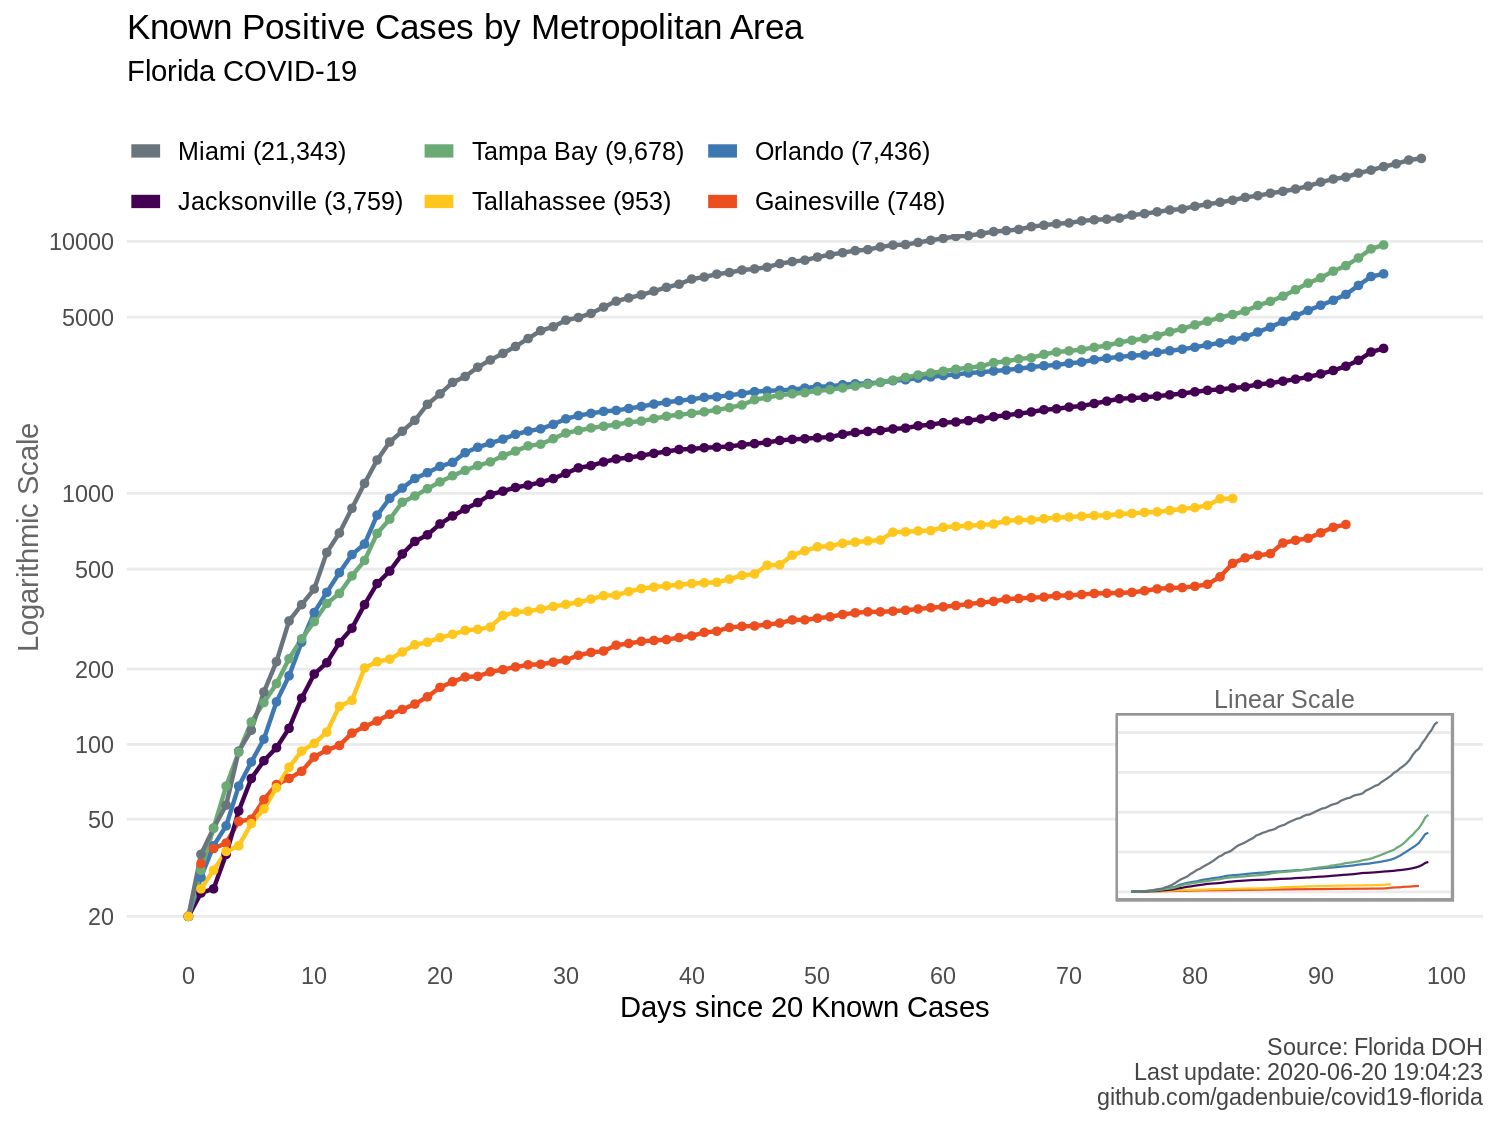 Known Positive Cases by Metropolitan Area
Florida COVID-19
Miami (21,343) Tampa Bay (9,678) Orlando (7,436)
Jacksonville (3,759) Tallahassee (953) Gainesville (748)
10000
5000
1000
500
200
100
50
20
Logarithmic Scale
Linear Scale
0 10 20 30 40 50 60 70 80 90 100
Days since 20 Known Cases
Source: Florida DOH
Last update: 2020-06-20 19:04:23
github.com/gadenbuie/covid19-florida